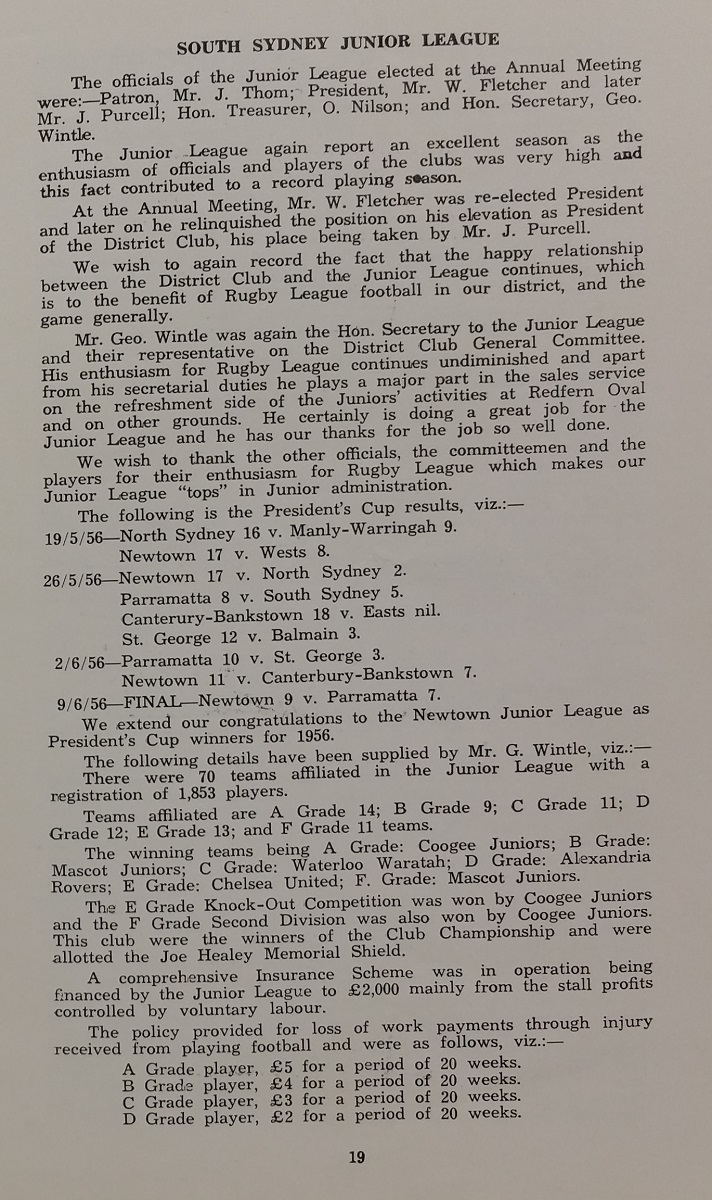 SOUTH SYDNEY JUNIOR LEAGUE
The officials of the Junior League elected at the Annual Meeting
were:—Patron, Mr. J. Thom; President, Mr. W. Fletcher and later
Mr. J. Purcell; Hon. Treasurer, O. Nilson; and Hon. Secretary, Geo.
Wintle.
The Junior League again report an excellent season as the
enthusiasm of officials and players of the clubs was very high and
this fact contributed to a record playing season.
At the Annual Meeting, Mr. W. Fletcher was re-elected President
and later on he relinquished the position on his elevation as President
of the District Club, his place being taken by Mr. J. Purcell.
We wish to again record the fact that the happy relationship
between the District Club and the Junior League continues, which
is to the benefit of Rugby League football in our district, and the
game generally.
Mr. Geo. Wintle was again the Hon. Secretary to the Junior League
and their representative on the District Club General Committee.
His enthusiasm for Rugby League continues undiminished and apart
from his secretarial duties he plays a major part in the sales service
on the refreshment side of the Juniors' activities at Redfern Oval
and on other grounds. He certainly is doing a great job for the
Junior League and he has our thanks for the job so well done.
We wish to thank the other officials, the committeemen and the
players for their enthusiasm for Rugby League which makes our
Junior League "tops" in Junior administration.
The following is the President's Cup results, viz.:—
19/5/56—North Sydney 16 v. Manly-Warringah 9.
Newtown 17 v. Wests 8.
26/5/56—Newtown 17 v. North Sydney 2.
Parramatta 8 v. South Sydney 5.
Canterury-Bankstown 18 v. Easts nil.
St. George 12 v. Balmain 3.
2/6/56—Parramatta 10 v. St. George 3.
Newtown 11 v. Canterbury-Bankstown 7.
9/6/56—FINAL—Newtown 9 v. Parramatta 7.
We extend our congratulations to the Newtown Junior League as
President's Cup winners for 1956.
The following details have been supplied by Mr. G. Wintle, viz.:—
There were 70 teams affiliated in the Junior League with a
registration of 1,853 players.
Teams affiliated are A Grade 14; B Grade 9; C Grade 11; D
Grade 12; E Grade 13; and F Grade 11 teams.
The winning teams being A Grade: Coogee Juniors; B Grade:
Mascot Juniors; C Grade: Waterloo Waratah; D Grade: Alexandria
Rovers; E Grade: Chelsea United; F. Grade: Mascot Juniors.
The E Grade Knock-Out Competition was won by Coogee Juniors
and the F Grade Second Division was also won by Coogee Juniors.
This club were the winners of the Club Championship and were
allotted the Joe Healey Memorial Shield.
A comprehensive Insurance Scheme was in operation being
financed by the Junior League to £2,000 mainly from the stall profits
controlled by voluntary labour.
The policy provided for loss of work payments through injury
received from playing football and were as follows, viz.:—
A Grade player, £5 for a period of 20 weeks.
B Grade player, £4 for a period of 20 weeks.
C Grade player, £3 for a period of 20 weeks.
D Grade player, £2 for a period of 20 weeks.
19